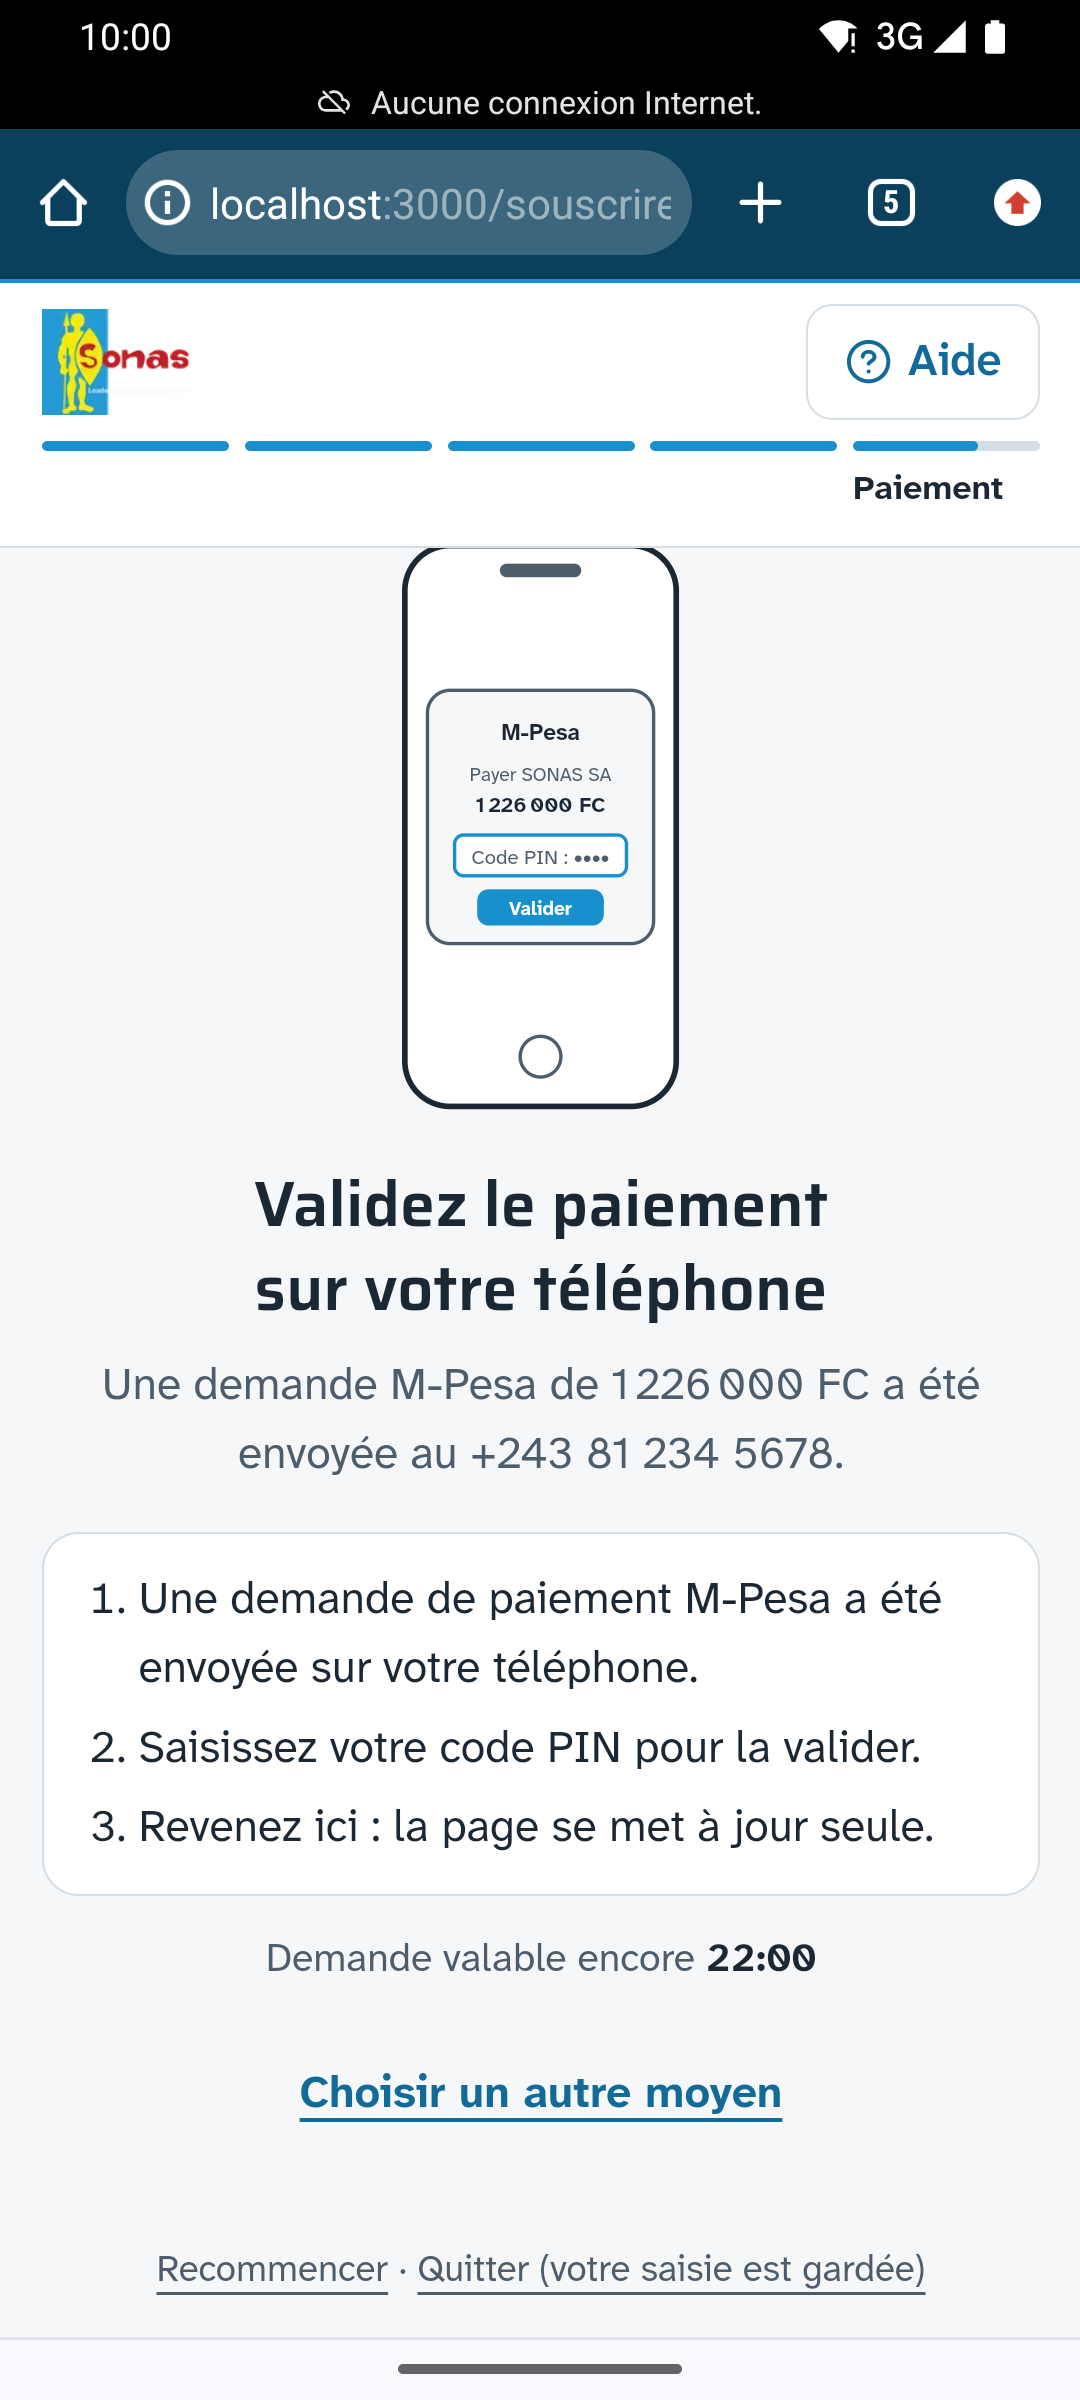 10:00
3G
Aucune connexion Internet.
localhost:3000/souscrire
5
Sonas
Aide
Paiement
M-Pesa
Payer SONAS SA
1 226 000 FC
Code PIN : ••••
Valider
Validez le paiement
sur votre téléphone
Une demande M-Pesa de 1 226 000 FC a été
envoyée au +243 81 234 5678.
1. Une demande de paiement M-Pesa a été
envoyée sur votre téléphone.
2. Saisissez votre code PIN pour la valider.
3. Revenez ici : la page se met à jour seule.
Demande valable encore 22:00
Choisir un autre moyen
Recommencer · Quitter (votre saisie est gardée)